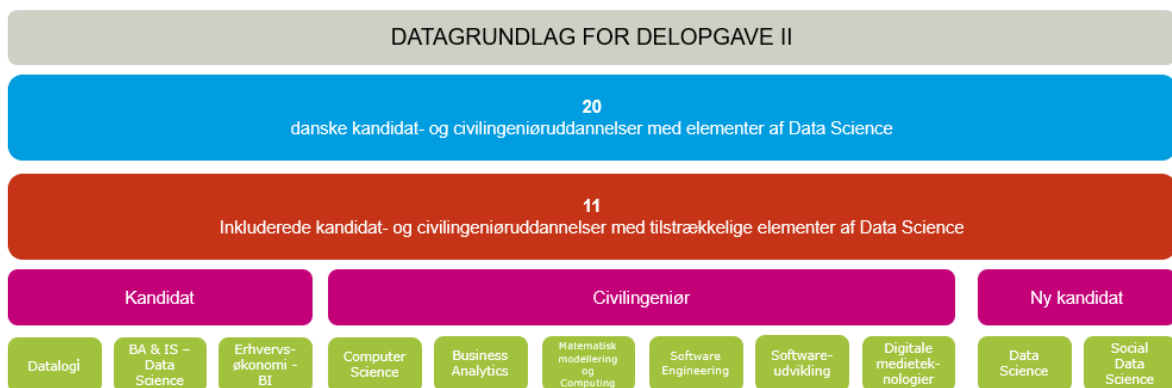 DATAGRUNDLAG FOR DELOPGAVE II
20
danske kandidat- og civilingeniøruddannelser med elementer af Data Science
11
Inkluderede kandidat- og civilingeniøruddannelser med tilstrækkelige elementer af Data Science
Kandidat
Civilingeniør
Ny kandidat
Datalogi
BA & IS –
Data
Science
Erhvervs-
økonomi -
BI
Computer
Science
Business
Analytics
Matematisk
modellering
og
Computing
Software
Engineering
Software-
udvikling
Digitale
medietek-
nologier
Data
Science
Social
Data
Science